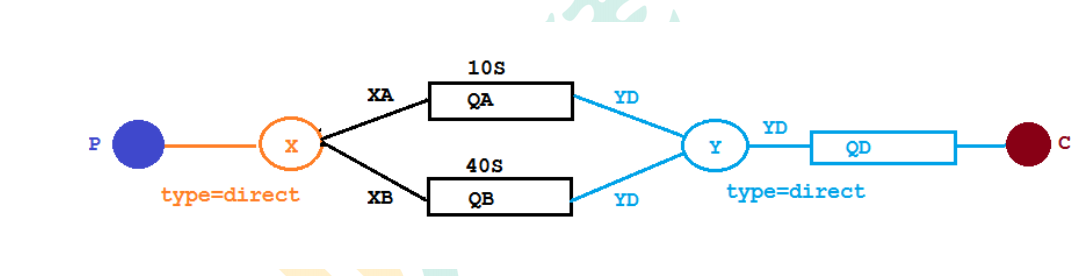 10S
XA
QA
YD
P
X
Y
YD
QD
C
type=direct
40S
XB
QB
YD
type=direct